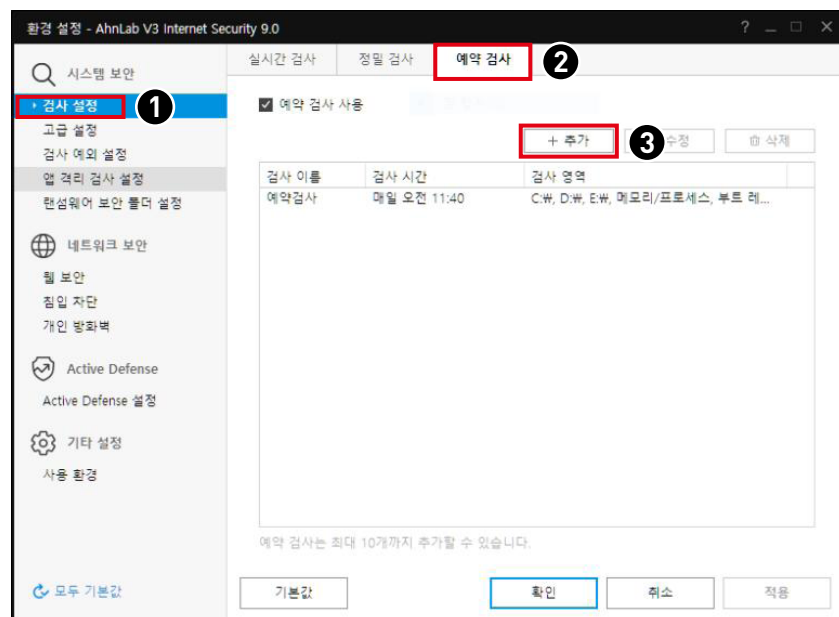 환경 설정 - AhnLab V3 Internet Security 9.0
실시간 검사 정밀 검사 예약 검사 2
시스템 보안
검사 설정 1
고급 설정
검사 예외 설정
앱 격리 검사 설정
랜섬웨어 보안 폴더 설정
네트워크 보안
웹 보안
침입 차단
개인 방화벽
Active Defense
Active Defense 설정
기타 설정
사용 환경
모두 기본값
예약 검사 사용
+ 추가 3 수정 삭제
검사 이름 검사 시간 검사 영역
예약검사 매일 오전 11:40 C:₩, D:₩, E:₩, 메모리/프로세스, 부트 레...
예약 검사는 최대 10개까지 추가할 수 있습니다.
기본값 확인 취소 적용